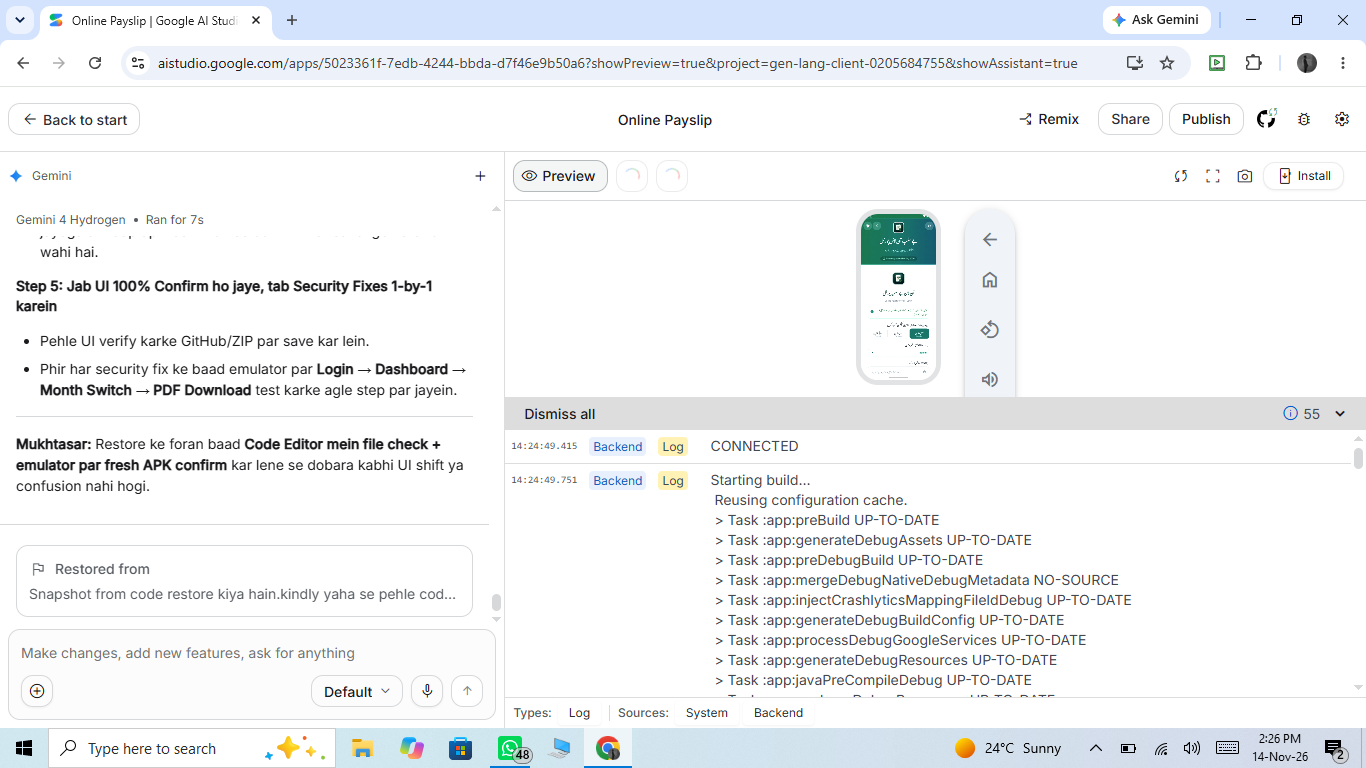 Online Payslip | Google AI Studi
Ask Gemini
aistudio.google.com/apps/5023361f-7edb-4244-bbda-d7f46e9b50a6?showPreview=true&project=gen-lang-client-0205684755&showAssistant=true
Back to start
Online Payslip
Remix
Share
Publish
Gemini
Preview
Install
Gemini 4 Hydrogen • Ran for 7s
wahi hai.
Step 5: Jab UI 100% Confirm ho jaye, tab Security Fixes 1-by-1
karein
Pehle UI verify karke GitHub/ZIP par save kar lein.
Phir har security fix ke baad emulator par Login → Dashboard →
Month Switch → PDF Download test karke agle step par jayein.
Mukhtasar: Restore ke foran baad Code Editor mein file check +
emulator par fresh APK confirm kar lene se dobara kabhi UI shift ya
confusion nahi hogi.
Restored from
Snapshot from code restore kiya hain.kindly yaha se pehle cod...
Make changes, add new features, ask for anything
Default
Dismiss all
55
14:24:49.415 Backend Log CONNECTED
14:24:49.751 Backend Log Starting build...
Reusing configuration cache.
> Task :app:preBuild UP-TO-DATE
> Task :app:generateDebugAssets UP-TO-DATE
> Task :app:preDebugBuild UP-TO-DATE
> Task :app:mergeDebugNativeDebugMetadata NO-SOURCE
> Task :app:injectCrashlyticsMappingFileIdDebug UP-TO-DATE
> Task :app:generateDebugBuildConfig UP-TO-DATE
> Task :app:processDebugGoogleServices UP-TO-DATE
> Task :app:generateDebugResources UP-TO-DATE
> Task :app:javaPreCompileDebug UP-TO-DATE
Types: Log Sources: System Backend
Type here to search
48
24°C Sunny
2:26 PM
14-Nov-26
2